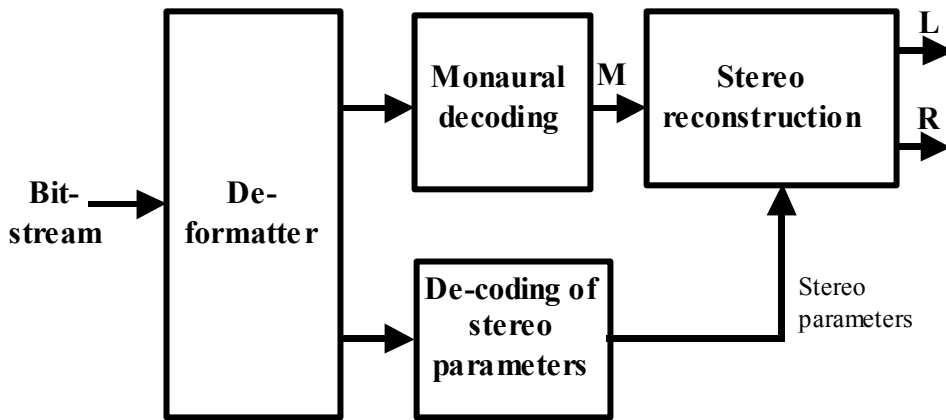 Bit-
stream
De-
formatter
Monaural
decoding
M
Stereo
reconstruction
L
R
De-coding of
stereo
parameters
Stereo
parameters